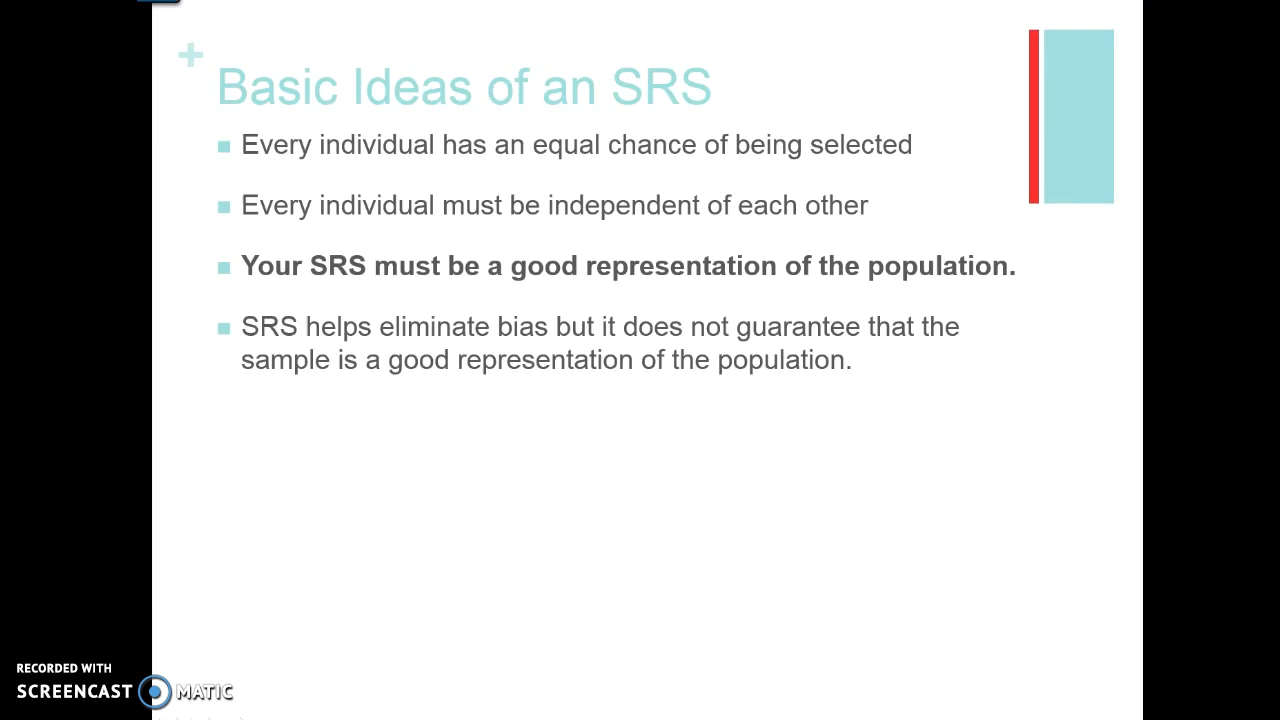 Basic Ideas of an SRS
Every individual has an equal chance of being selected
Every individual must be independent of each other
Your SRS must be a good representation of the population.
SRS helps eliminate bias but it does not guarantee that the
sample is a good representation of the population.
RECORDED WITH
SCREENCAST MATIC